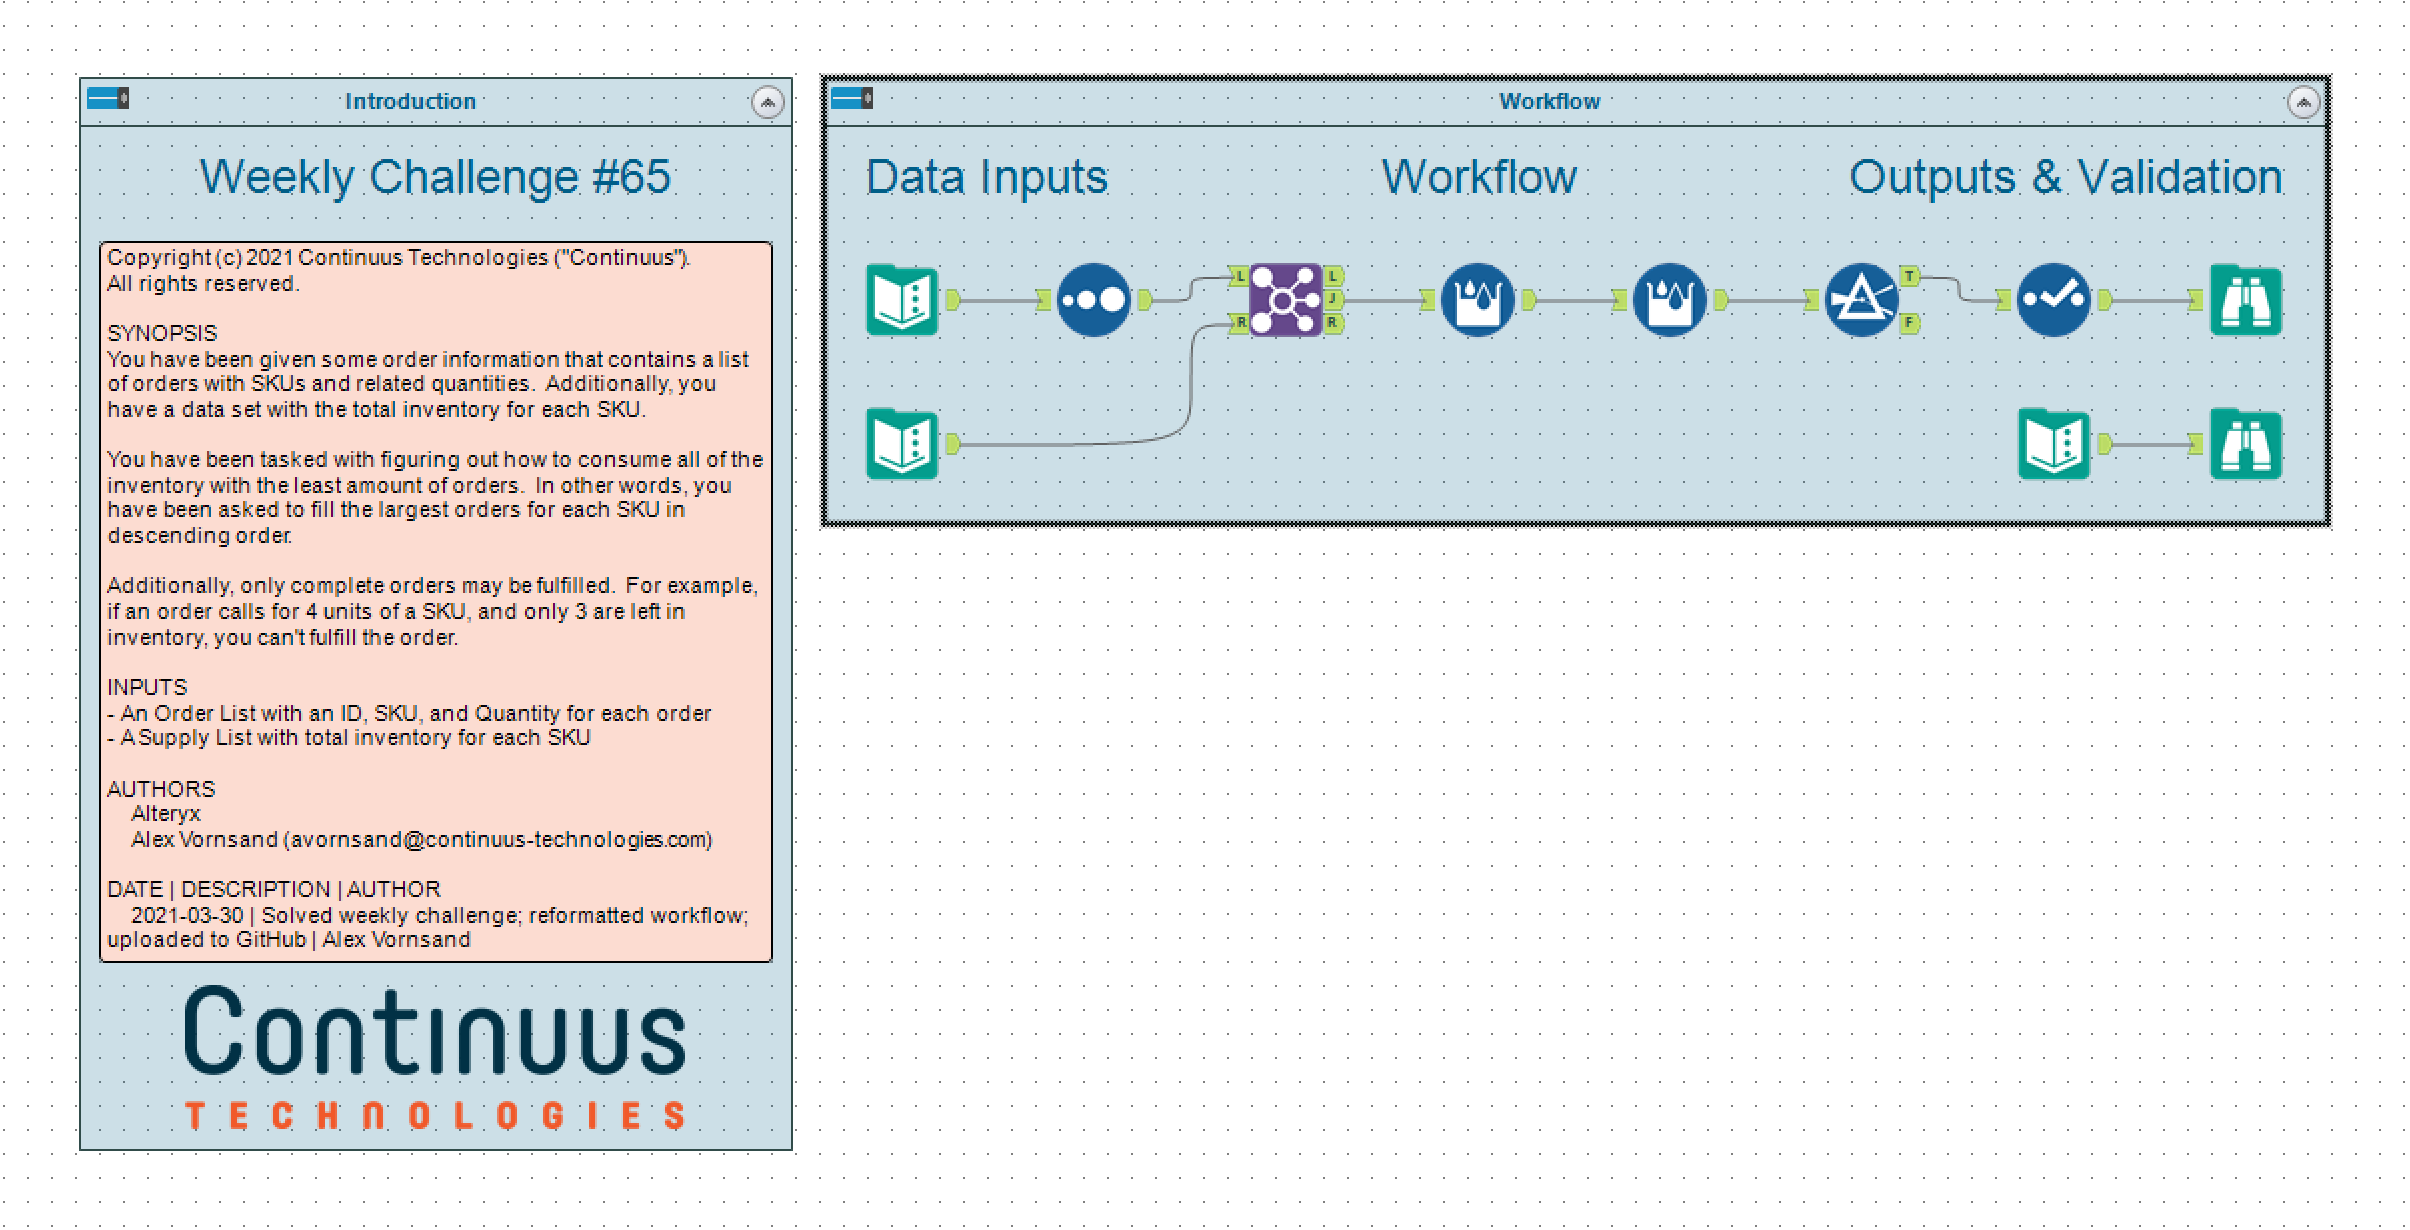 Introduction
Weekly Challenge #65
Copyright (c) 2021 Continuus Technologies ("Continuus").
All rights reserved.
SYNOPSIS
You have been given some order information that contains a list
of orders with SKUs and related quantities.  Additionally, you
have a data set with the total inventory for each SKU.
You have been tasked with figuring out how to consume all of the
inventory with the least amount of orders.  In other words, you
have been asked to fill the largest orders for each SKU in
descending order.
Additionally, only complete orders may be fulfilled.  For example,
if an order calls for 4 units of a SKU, and only 3 are left in
inventory, you can't fulfill the order.
INPUTS
- An Order List with an ID, SKU, and Quantity for each order
- A Supply List with total inventory for each SKU
AUTHORS
Alteryx
Alex Vornsand (avornsand@continuus-technologies.com)
DATE | DESCRIPTION | AUTHOR
2021-03-30 | Solved weekly challenge; reformatted workflow;
uploaded to GitHub | Alex Vornsand
Continuus
TECHNOLOGIES
Workflow
Data Inputs
Workflow
Outputs & Validation
L
R
L
J
R
T
F